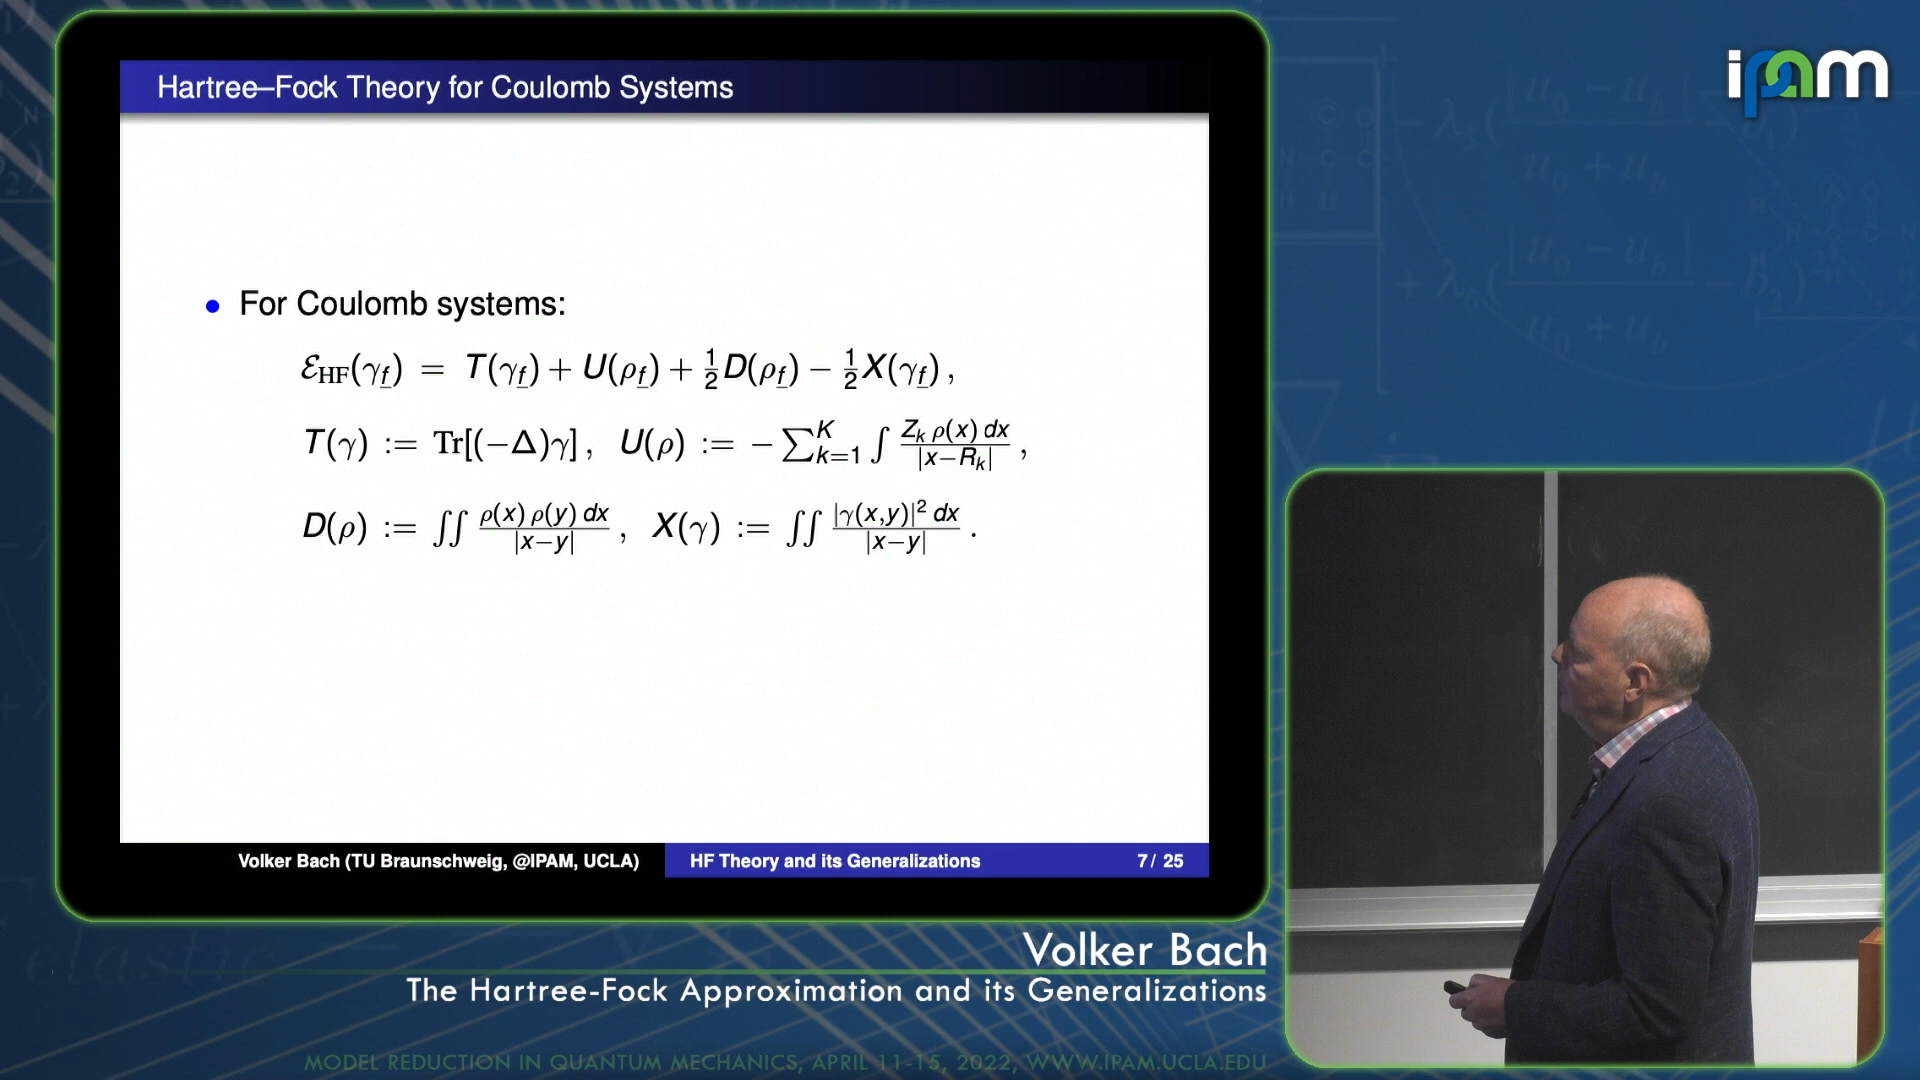 ipam
Hartree–Fock Theory for Coulomb Systems
• For Coulomb systems:
ℰ_HF(γ_f) = T(γ_f) + U(ρ_f) + ½D(ρ_f) − ½X(γ_f) ,
T(γ) := Tr[(−Δ)γ] , U(ρ) := − ∑_{k=1}^{K} ∫ Z_k ρ(x) dx / |x−R_k| ,
D(ρ) := ∬ ρ(x) ρ(y) dx / |x−y| , X(γ) := ∬ |γ(x,y)|² dx / |x−y| .
Volker Bach (TU Braunschweig, @IPAM, UCLA) HF Theory and its Generalizations 7 / 25
Volker Bach
The Hartree-Fock Approximation and its Generalizations
MODEL REDUCTION IN QUANTUM MECHANICS, APRIL 11-15, 2022, WWW.IPAM.UCLA.EDU
elastic